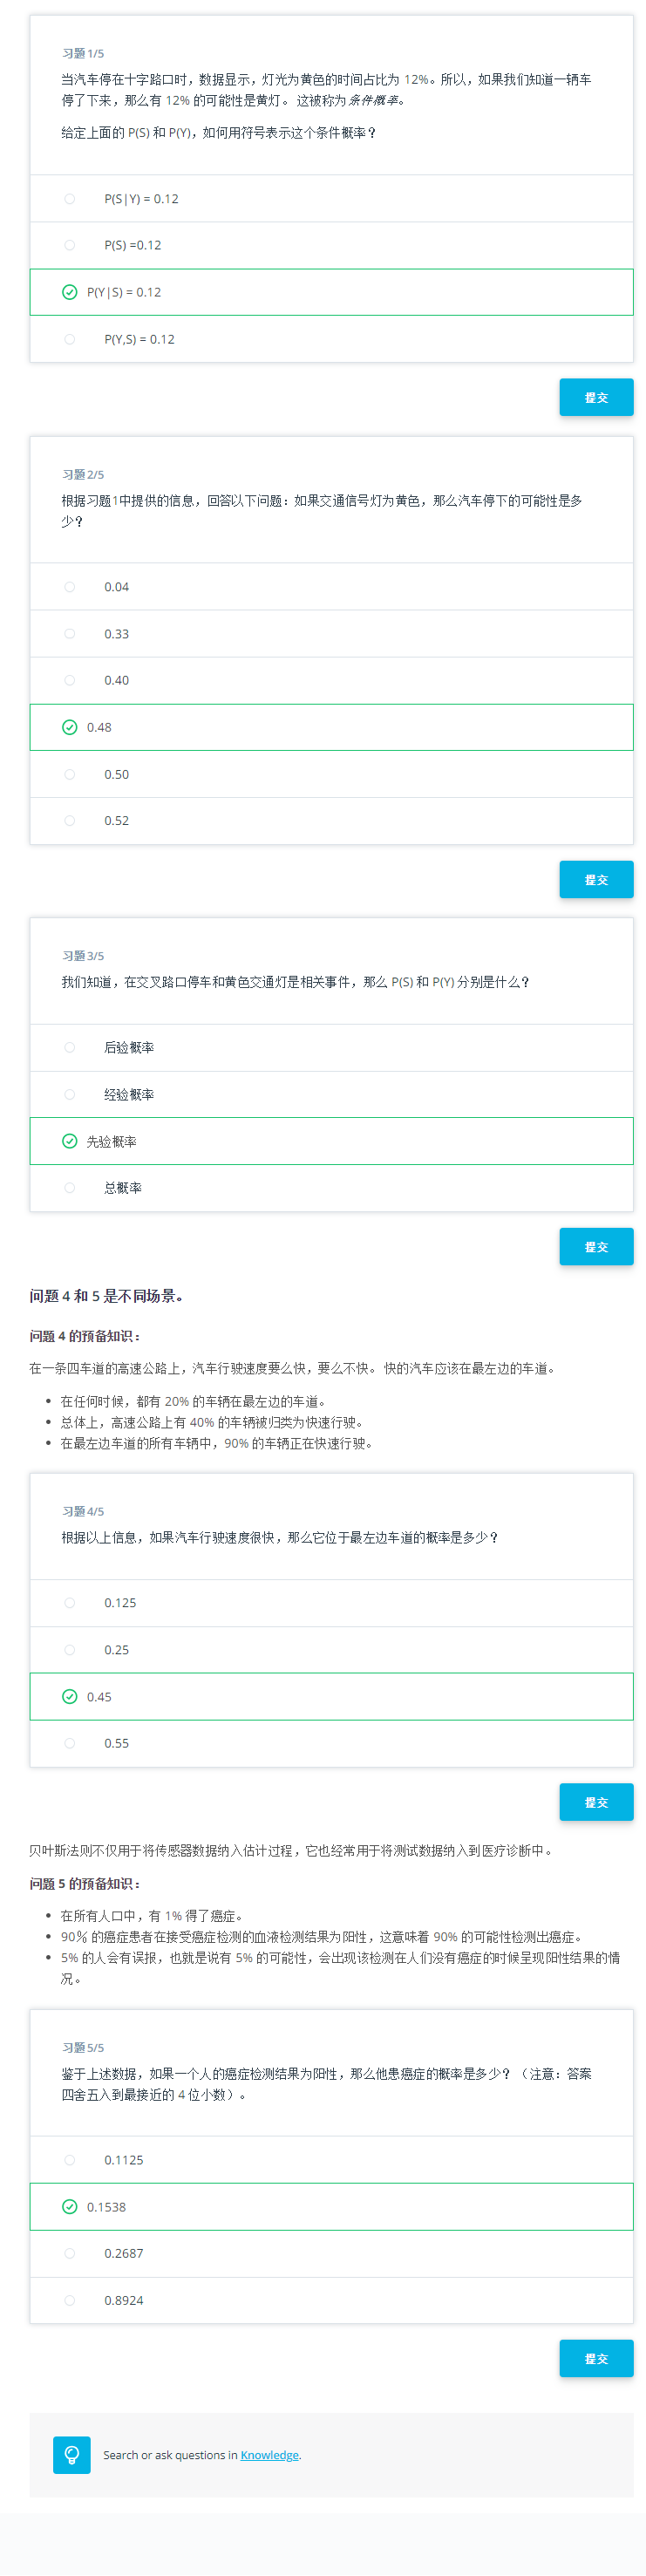 习题 1/5
当汽车停在十字路口时，数据显示，灯光为黄色的时间占比为 12%。所以，如果我们知道一辆车
停了下来，那么有 12% 的可能性是黄灯。 这被称为条件概率。
给定上面的 P(S) 和 P(Y)，如何用符号表示这个条件概率？
P(S|Y) = 0.12
P(S) =0.12
P(Y|S) = 0.12
P(Y,S) = 0.12
提交
习题 2/5
根据习题1中提供的信息，回答以下问题：如果交通信号灯为黄色，那么汽车停下的可能性是多
少？
0.04
0.33
0.40
0.48
0.50
0.52
提交
习题 3/5
我们知道，在交叉路口停车和黄色交通灯是相关事件，那么 P(S) 和 P(Y) 分别是什么？
后验概率
经验概率
先验概率
总概率
提交
问题 4 和 5 是不同场景。
问题 4 的预备知识：
在一条四车道的高速公路上，汽车行驶速度要么快，要么不快。 快的汽车应该在最左边的车道。
• 在任何时候，都有 20% 的车辆在最左边的车道。
• 总体上，高速公路上有 40% 的车辆被归类为快速行驶。
• 在最左边车道的所有车辆中，90% 的车辆正在快速行驶。
习题 4/5
根据以上信息，如果汽车行驶速度很快，那么它位于最左边车道的概率是多少？
0.125
0.25
0.45
0.55
提交
贝叶斯法则不仅用于将传感器数据纳入估计过程，它也经常用于将测试数据纳入到医疗诊断中。
问题 5 的预备知识：
• 在所有人口中，有 1% 得了癌症。
• 90％ 的癌症患者在接受癌症检测的血液检测结果为阳性，这意味着 90% 的可能性检测出癌症。
• 5% 的人会有误报，也就是说有 5% 的可能性，会出现该检测在人们没有癌症的时候呈现阳性结果的情
况。
习题 5/5
鉴于上述数据，如果一个人的癌症检测结果为阳性，那么他患癌症的概率是多少？ （注意：答案
四舍五入到最接近的 4 位小数）。
0.1125
0.1538
0.2687
0.8924
提交
Search or ask questions in Knowledge.